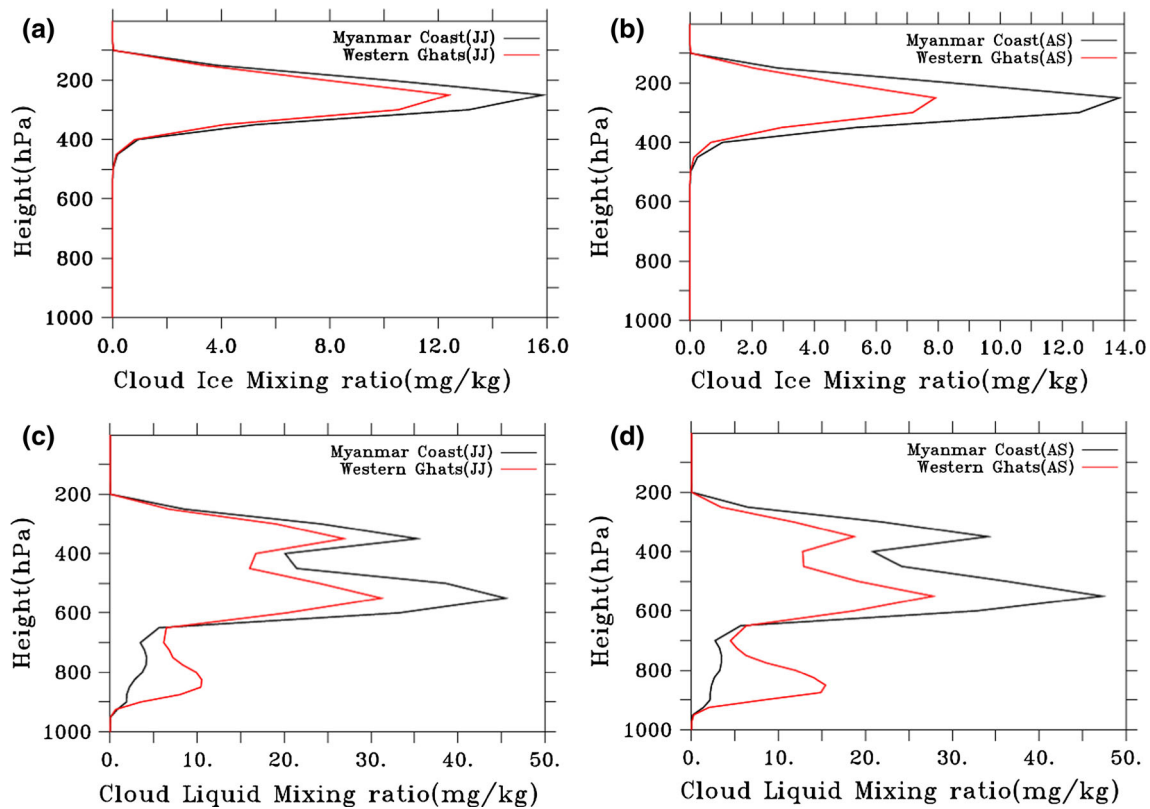 (a)
Myanmar Coast(JJ)
Western Ghats(JJ)
200
400
600
800
1000
Height(hPa)
0.
4.0
8.0
12.0
16.0
Cloud Ice Mixing ratio(mg/kg)
(b)
Myanmar Coast(AS)
Western Ghats(AS)
200
400
600
800
1000
Height(hPa)
0.0
2.0
4.0
6.0
8.0
10.0
12.0
14.0
Cloud Ice Mixing ratio(mg/kg)
(c)
Myanmar Coast(JJ)
Western Ghats(JJ)
200
400
600
800
1000
Height(hPa)
0.
10.
20.
30.
40.
50.
Cloud Liquid Mixing ratio(mg/kg)
(d)
Myanmar Coast(AS)
Western Ghats(AS)
200
400
600
800
1000
Height(hPa)
0.
10.
20.
30.
40.
50.
Cloud Liquid Mixing ratio(mg/kg)